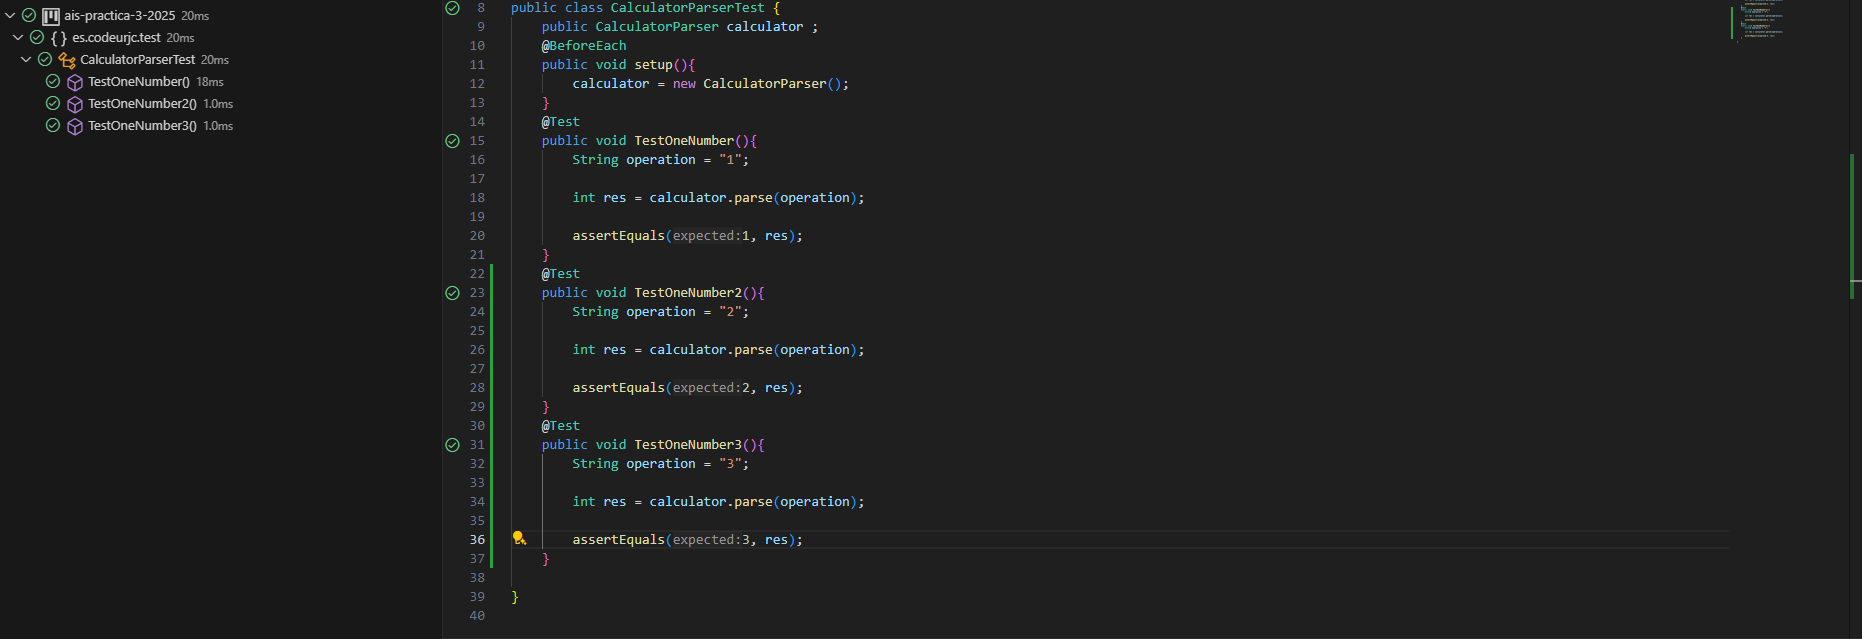 ais-practica-3-2025 20ms
es.codeurjc.test 20ms
CalculatorParserTest 20ms
TestOneNumber() 18ms
TestOneNumber2() 1.0ms
TestOneNumber3() 1.0ms
8 public class CalculatorParserTest {
9 public CalculatorParser calculator ;
10 @BeforeEach
11 public void setup(){
12 calculator = new CalculatorParser();
13 }
14 @Test
15 public void TestOneNumber(){
16 String operation = "1";
17
18 int res = calculator.parse(operation);
19
20 assertEquals(expected:1, res);
21 }
22 @Test
23 public void TestOneNumber2(){
24 String operation = "2";
25
26 int res = calculator.parse(operation);
27
28 assertEquals(expected:2, res);
29 }
30 @Test
31 public void TestOneNumber3(){
32 String operation = "3";
33
34 int res = calculator.parse(operation);
35
36 assertEquals(expected:3, res);
37 }
38
39 }
40